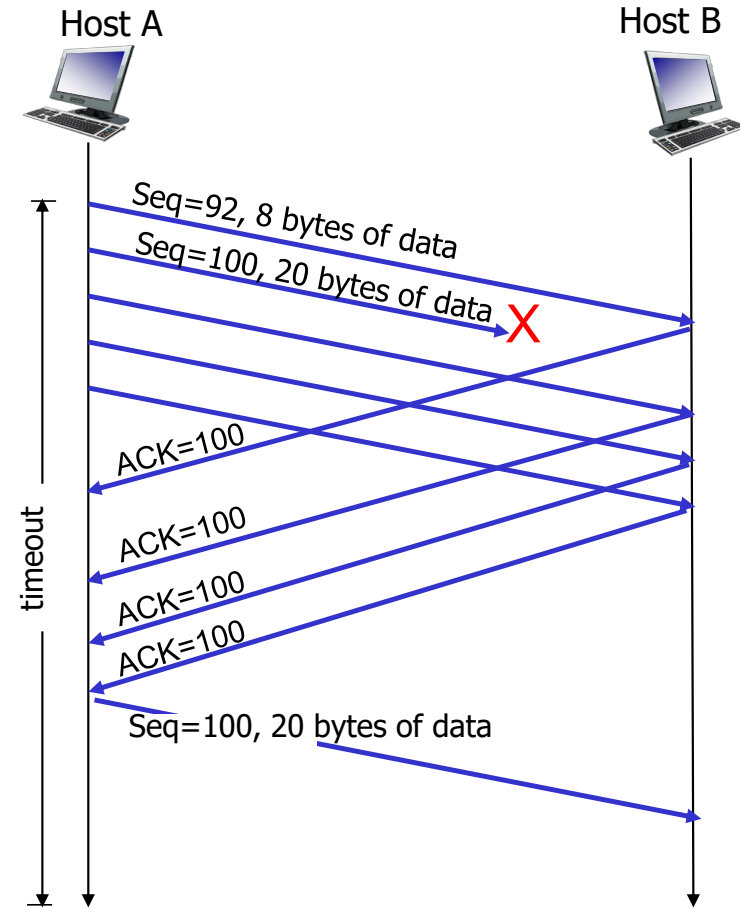 Host A
Host B
Seq=92, 8 bytes of data
Seq=100, 20 bytes of data
X
ACK=100
ACK=100
ACK=100
ACK=100
timeout
Seq=100, 20 bytes of data